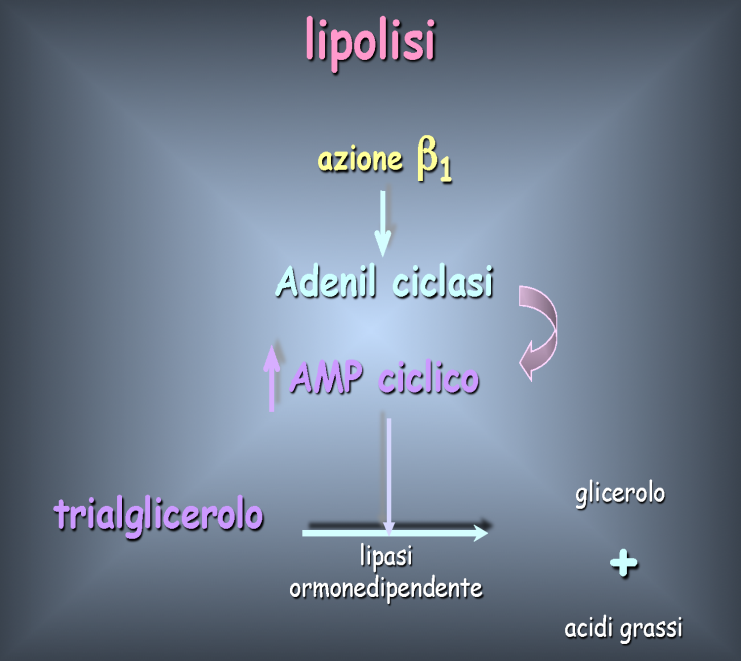 lipolisi
azione β₁
Adenil ciclasi
AMP ciclico
trialglicerolo
lipasi
ormonedipendente
glicerolo
+
acidi grassi